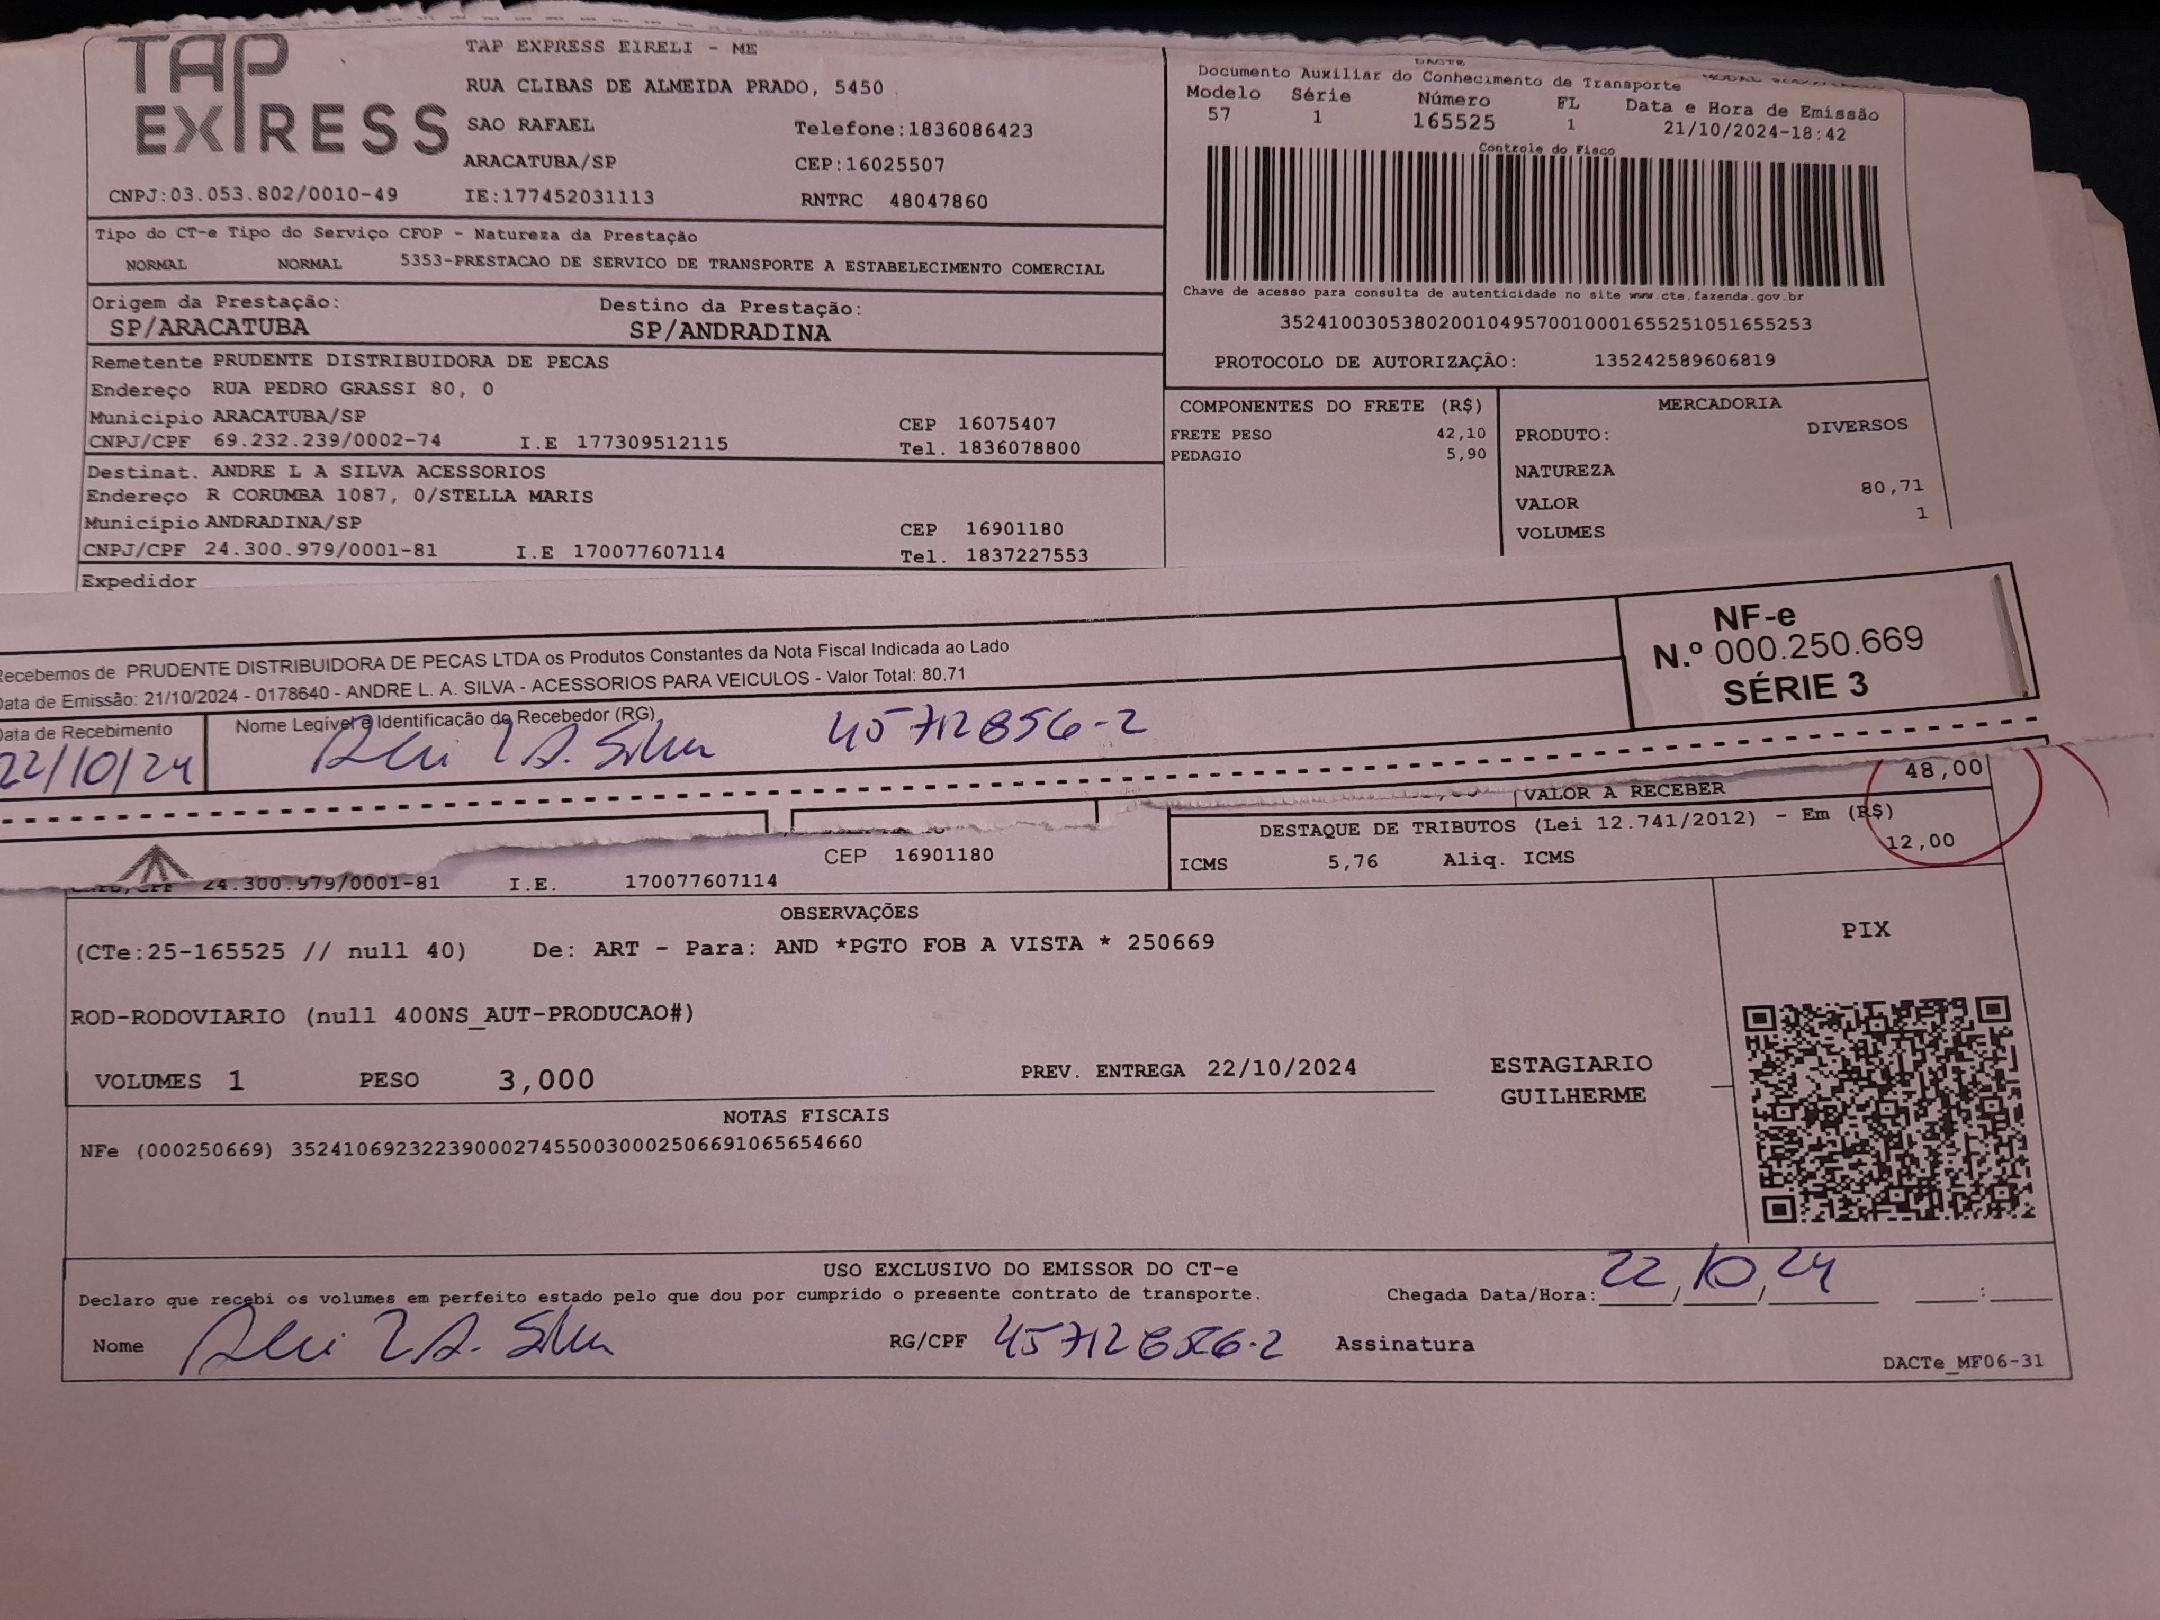 TAP EXPRESS
TAP EXPRESS EIRELI - ME
RUA CLIBAS DE ALMEIDA PRADO, 5450
SAO RAFAEL Telefone:1836086423
ARACATUBA/SP CEP:16025507
CNPJ:03.053.802/0010-49 IE:177452031113 RNTRC 48047860
DACTE
Documento Auxiliar do Conhecimento de Transporte
Modelo Série Número FL Data e Hora de Emissão
57 1 165525 1 21/10/2024-18:42
Controle do Fisco
Chave de acesso para consulta de autenticidade no site www.cte.fazenda.gov.br
35241003053802001049570010001655251051655253
PROTOCOLO DE AUTORIZAÇÃO: 135242589606819
Tipo do CT-e Tipo do Serviço CFOP - Natureza da Prestação
NORMAL NORMAL 5353-PRESTACAO DE SERVICO DE TRANSPORTE A ESTABELECIMENTO COMERCIAL
Origem da Prestação: Destino da Prestação:
SP/ARACATUBA SP/ANDRADINA
Remetente PRUDENTE DISTRIBUIDORA DE PECAS
Endereço RUA PEDRO GRASSI 80, 0
Município ARACATUBA/SP CEP 16075407
CNPJ/CPF 69.232.239/0002-74 I.E 177309512115 Tel. 1836078800
Destinat. ANDRE L A SILVA ACESSORIOS
Endereço R CORUMBA 1087, 0/STELLA MARIS
Município ANDRADINA/SP CEP 16901180
CNPJ/CPF 24.300.979/0001-81 I.E 170077607114 Tel. 1837227553
Expedidor
COMPONENTES DO FRETE (R$)
FRETE PESO 42,10
PEDAGIO 5,90
MERCADORIA
PRODUTO: DIVERSOS
NATUREZA
VALOR 80,71
VOLUMES 1
Recebemos de PRUDENTE DISTRIBUIDORA DE PECAS LTDA os Produtos Constantes da Nota Fiscal Indicada ao Lado
Data de Emissão: 21/10/2024 - 0178640 - ANDRE L. A. SILVA - ACESSORIOS PARA VEICULOS - Valor Total: 80.71
NF-e
N.º 000.250.669
SÉRIE 3
Data de Recebimento Nome Legível e Identificação do Recebedor (RG)
22/10/24 L A. Silva 45712856-2
VALOR A RECEBER 48,00
DESTAQUE DE TRIBUTOS (Lei 12.741/2012) - Em (R$)
ICMS 5,76 Aliq. ICMS 12,00
CEP 16901180
CNPJ/CPF 24.300.979/0001-81 I.E. 170077607114
OBSERVAÇÕES
(CTe:25-165525 // null 40) De: ART - Para: AND *PGTO FOB A VISTA * 250669
ROD-RODOVIARIO (null 400NS_AUT-PRODUCAO#)
VOLUMES 1 PESO 3,000 PREV. ENTREGA 22/10/2024
ESTAGIARIO
GUILHERME
PIX
NOTAS FISCAIS
NFe (000250669) 35241069232239000274550030002506691065654660
USO EXCLUSIVO DO EMISSOR DO CT-e
Declaro que recebi os volumes em perfeito estado pelo que dou por cumprido o presente contrato de transporte.
Chegada Data/Hora: 22/10/24 :
Nome L A. Silva RG/CPF 45712856-2 Assinatura
DACTe_MF06-31